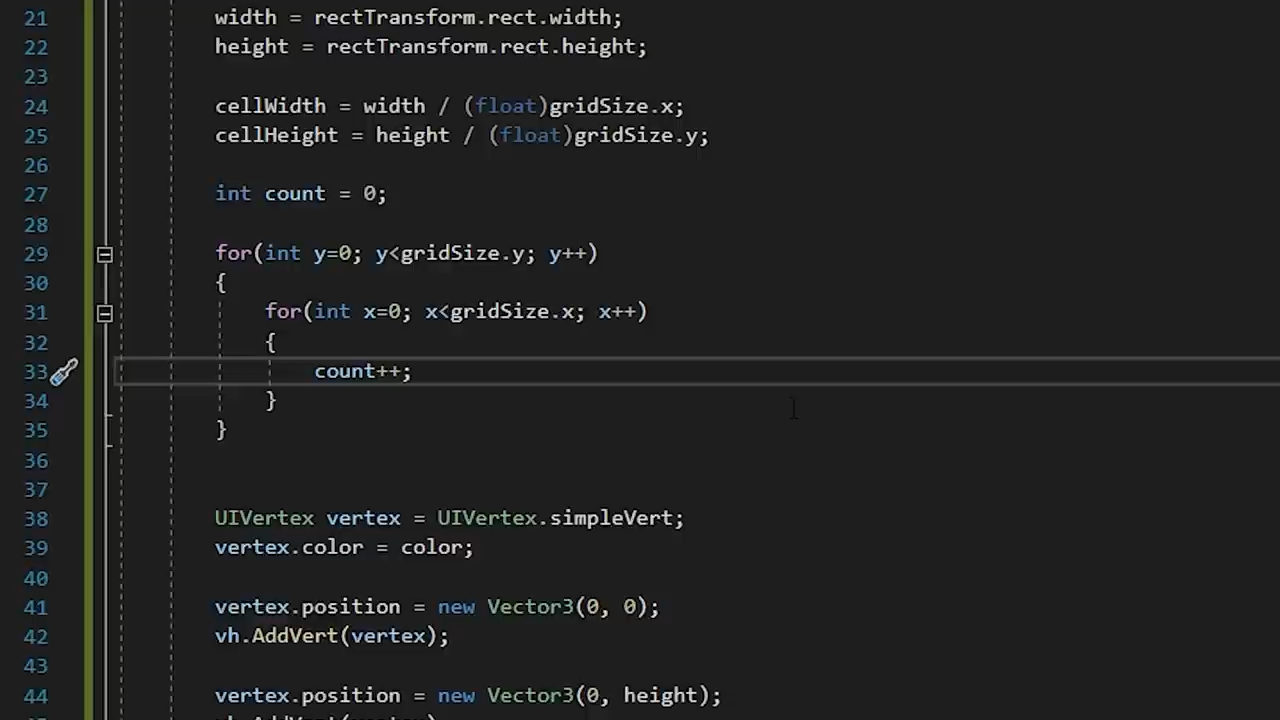 21 width = rectTransform.rect.width;
22 height = rectTransform.rect.height;
23
24 cellWidth = width / (float)gridSize.x;
25 cellHeight = height / (float)gridSize.y;
26
27 int count = 0;
28
29 for(int y=0; y<gridSize.y; y++)
30 {
31 for(int x=0; x<gridSize.x; x++)
32 {
33 count++;
34 }
35 }
36
37
38 UIVertex vertex = UIVertex.simpleVert;
39 vertex.color = color;
40
41 vertex.position = new Vector3(0, 0);
42 vh.AddVert(vertex);
43
44 vertex.position = new Vector3(0, height);